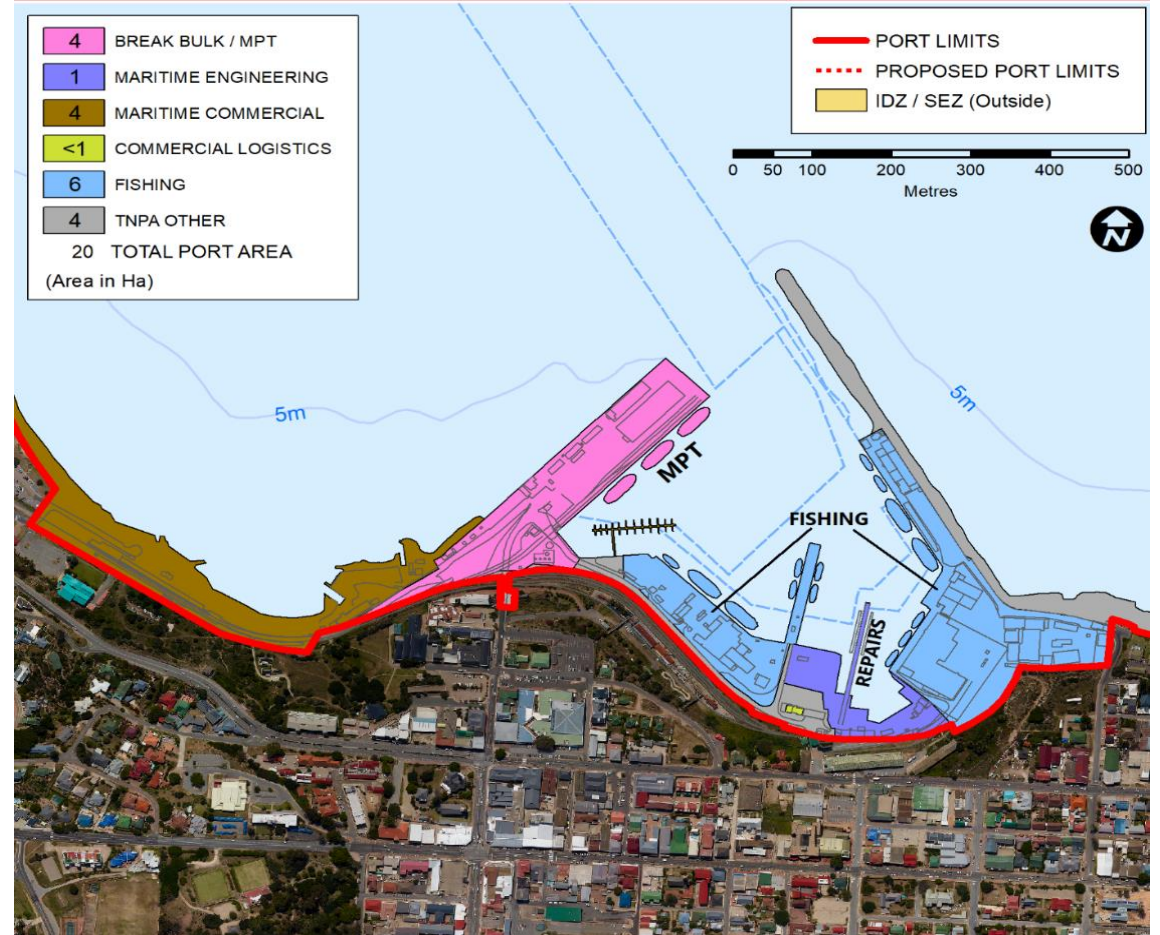 4 BREAK BULK / MPT
1 MARITIME ENGINEERING
4 MARITIME COMMERCIAL
<1 COMMERCIAL LOGISTICS
6 FISHING
4 TNPA OTHER
20 TOTAL PORT AREA
(Area in Ha)
PORT LIMITS
PROPOSED PORT LIMITS
IDZ / SEZ (Outside)
0 50 100 200 300 400 500
Metres
N
5m
5m
MPT
FISHING
REPAIRS